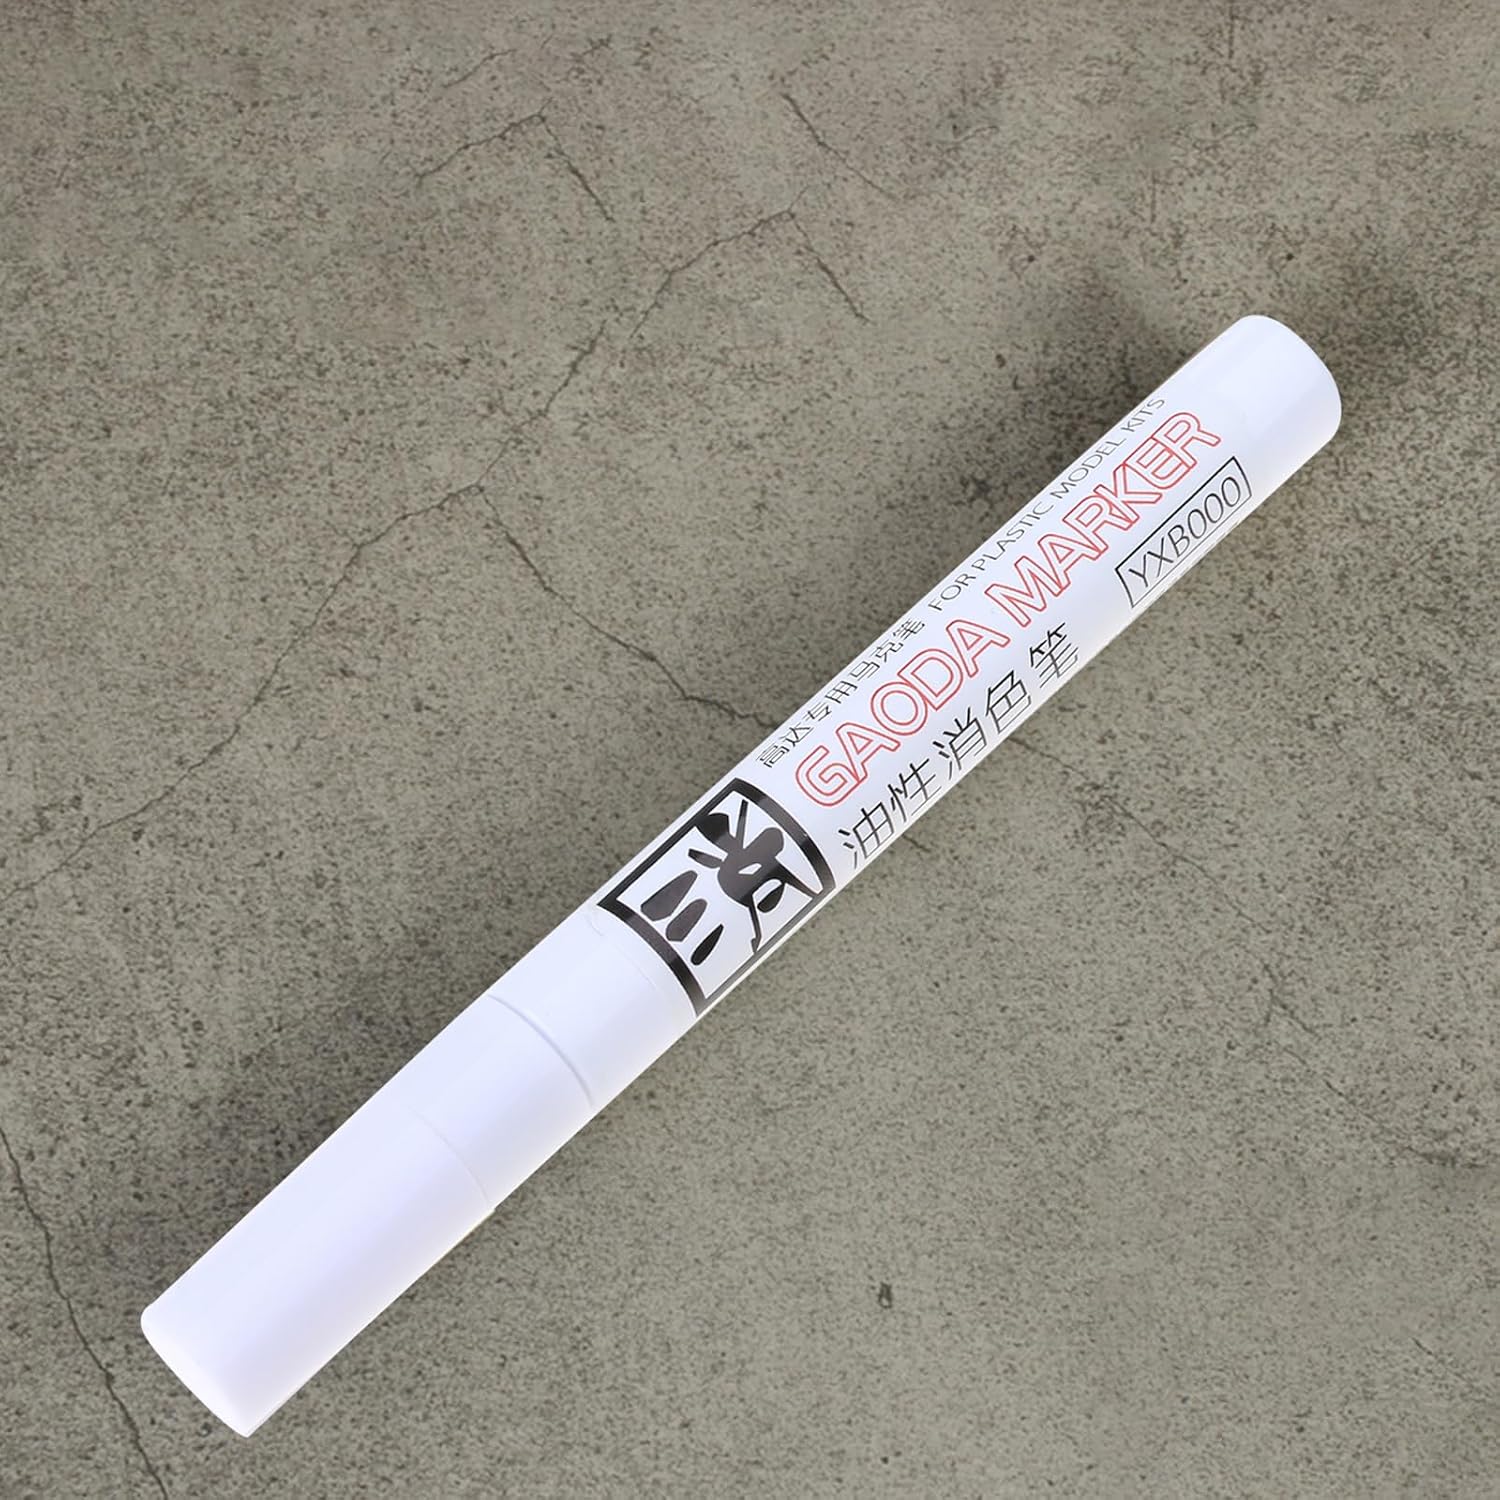 高达专用马克笔 FOR PLASTIC MODEL KITS
GAODA MARKER
油性消色笔 YXB000